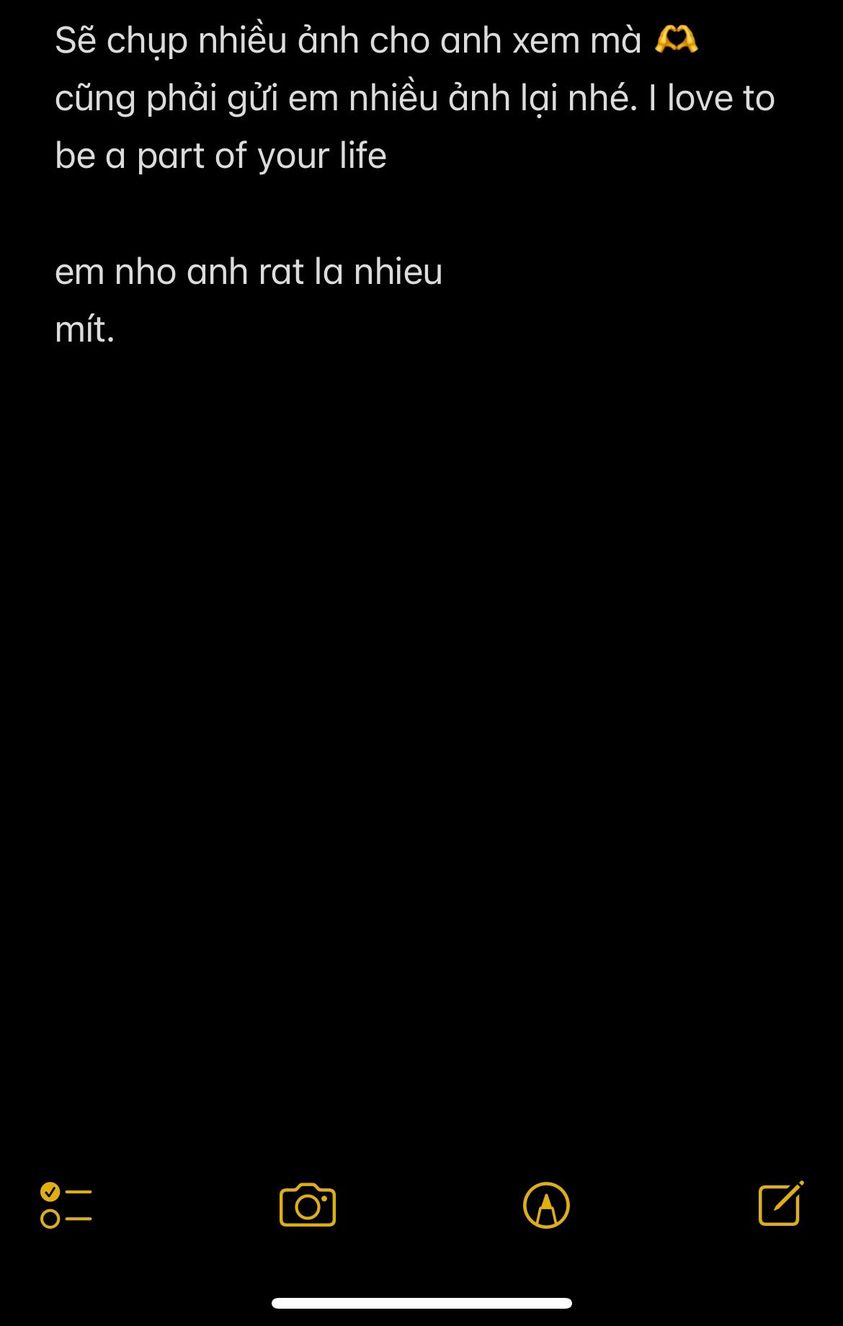 Sẽ chụp nhiều ảnh cho anh xem mà 🫶
cũng phải gửi em nhiều ảnh lại nhé. I love to
be a part of your life
em nho anh rat la nhieu
mít.